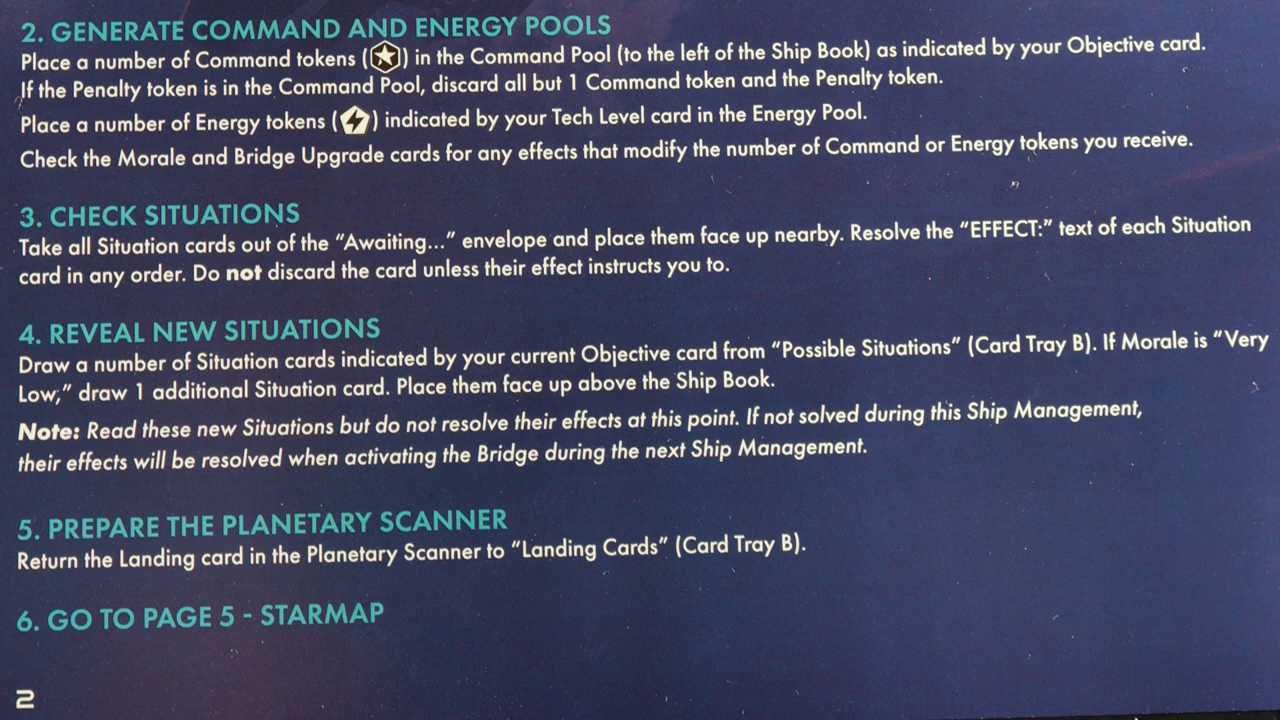 2. GENERATE COMMAND AND ENERGY POOLS
Place a number of Command tokens () in the Command Pool (to the left of the Ship Book) as indicated by your Objective card.
If the Penalty token is in the Command Pool, discard all but 1 Command token and the Penalty token.
Place a number of Energy tokens () indicated by your Tech Level card in the Energy Pool.
Check the Morale and Bridge Upgrade cards for any effects that modify the number of Command or Energy tokens you receive.
3. CHECK SITUATIONS
Take all Situation cards out of the “Awaiting...” envelope and place them face up nearby. Resolve the “EFFECT:” text of each Situation
card in any order. Do not discard the card unless their effect instructs you to.
4. REVEAL NEW SITUATIONS
Draw a number of Situation cards indicated by your current Objective card from “Possible Situations” (Card Tray B). If Morale is “Very
Low,” draw 1 additional Situation card. Place them face up above the Ship Book.
Note: Read these new Situations but do not resolve their effects at this point. If not solved during this Ship Management,
their effects will be resolved when activating the Bridge during the next Ship Management.
5. PREPARE THE PLANETARY SCANNER
Return the Landing card in the Planetary Scanner to “Landing Cards” (Card Tray B).
6. GO TO PAGE 5 - STARMAP
2